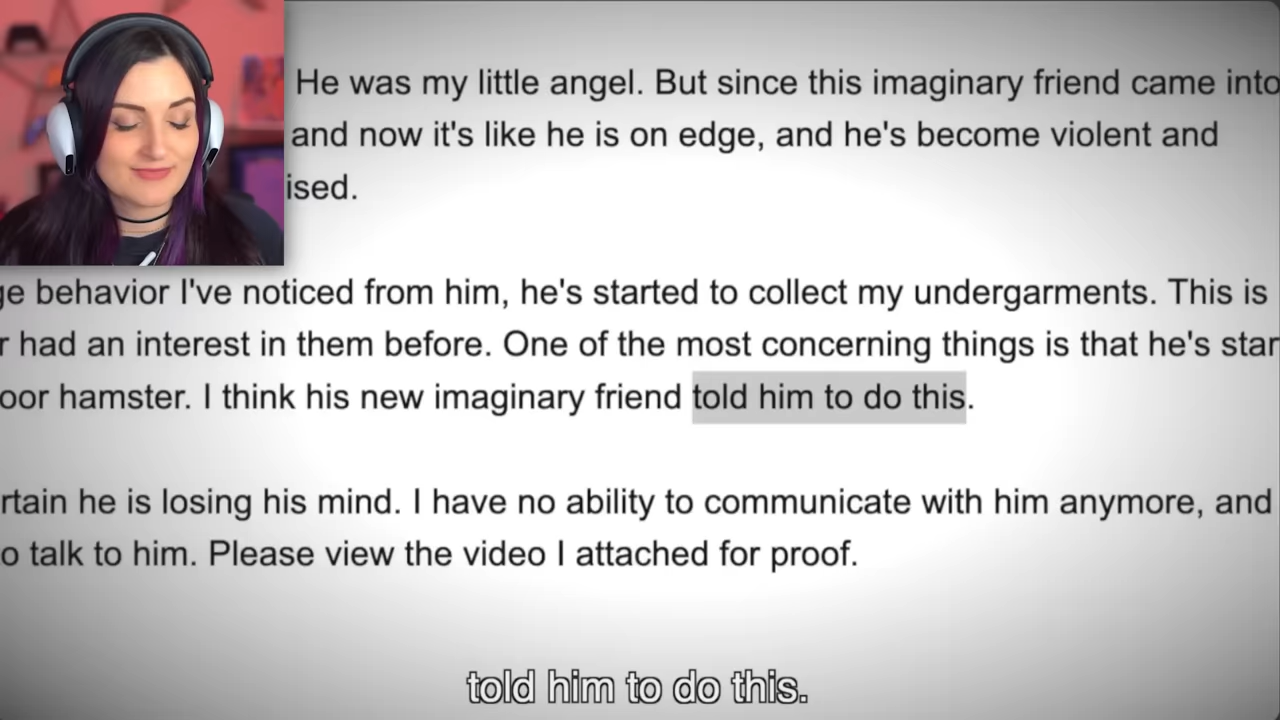 He was my little angel. But since this imaginary friend came into
and now it's like he is on edge, and he's become violent and
ised.
ge behavior I've noticed from him, he's started to collect my undergarments. This is
r had an interest in them before. One of the most concerning things is that he's star
oor hamster. I think his new imaginary friend told him to do this.
rtain he is losing his mind. I have no ability to communicate with him anymore, and
o talk to him. Please view the video I attached for proof.
told him to do this.